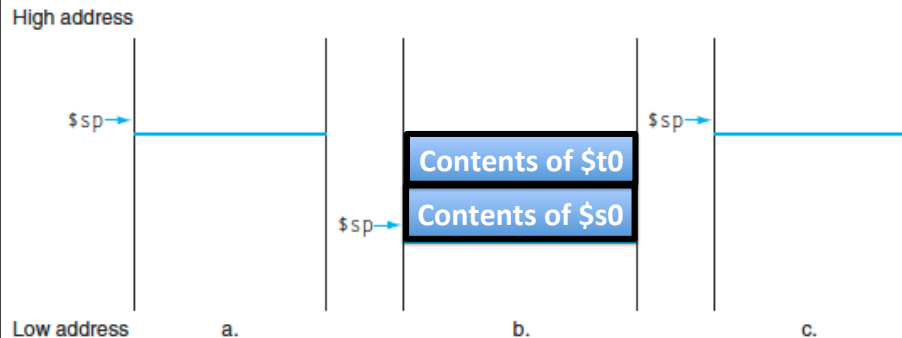 High address
$sp
$sp
Contents of $t0
Contents of $s0
$sp
Low address
a.
b.
c.